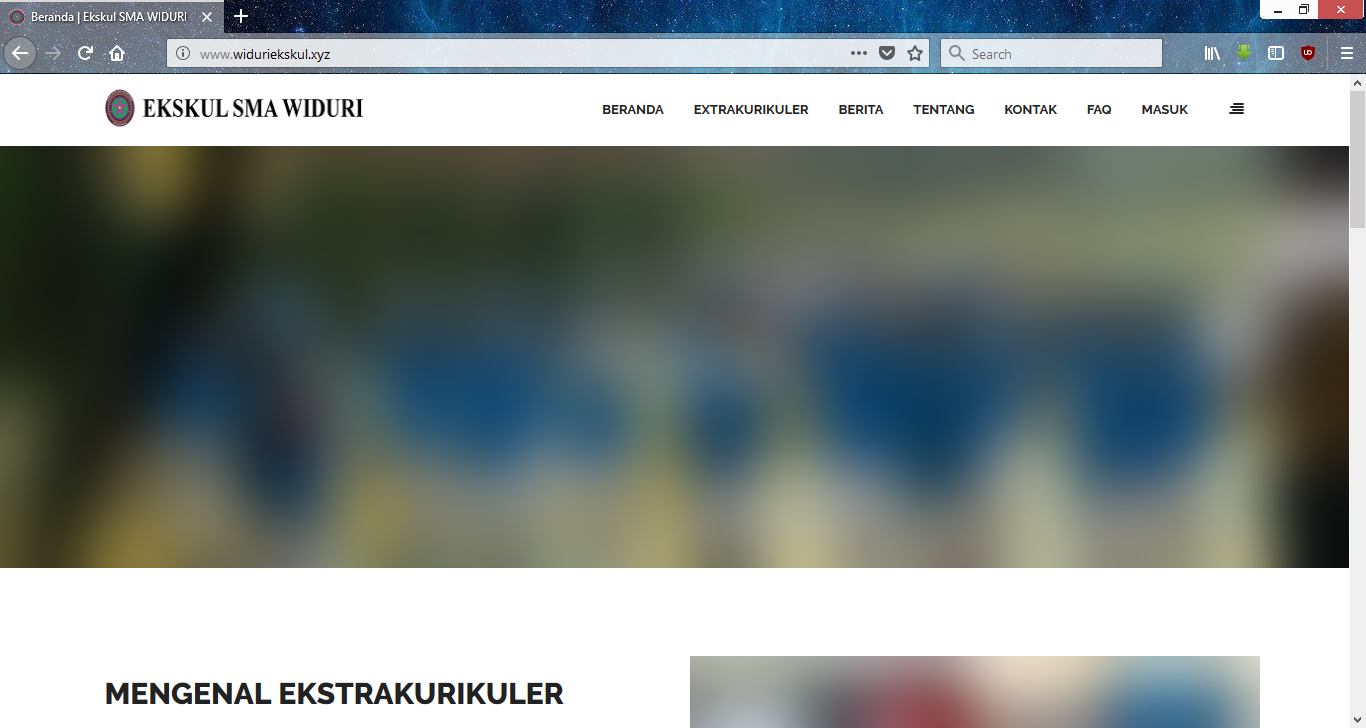 Beranda | Ekskul SMA WIDURI
www.widuriekskul.xyz
Search
EKSKUL SMA WIDURI
BERANDA EXTRAKURIKULER BERITA TENTANG KONTAK FAQ MASUK
MENGENAL EKSTRAKURIKULER